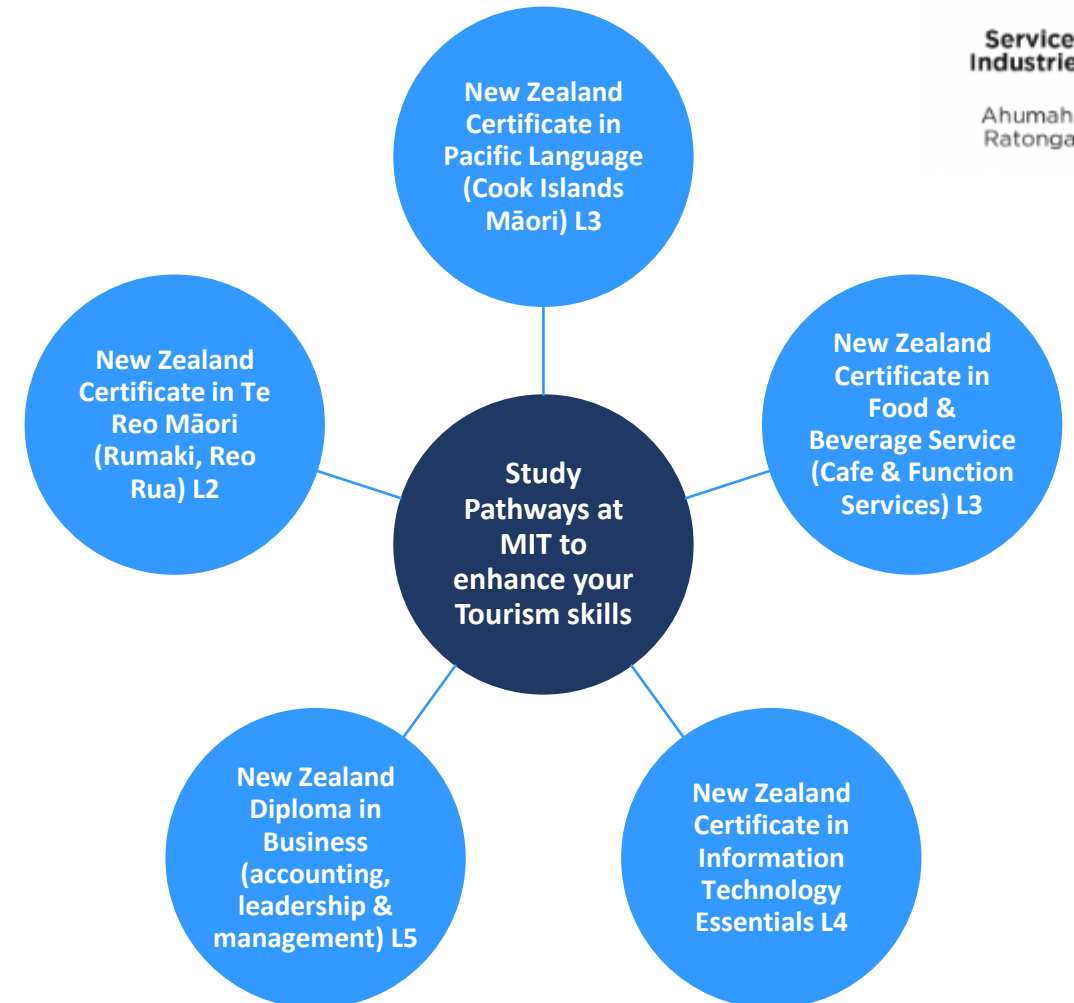 New Zealand
Certificate in
Pacific Language
(Cook Islands
Māori) L3
New Zealand
Certificate in Te
Reo Māori
(Rumaki, Reo
Rua) L2
New Zealand
Certificate in
Food &
Beverage Service
(Cafe & Function
Services) L3
Study
Pathways at
MIT to
enhance your
Tourism skills
New Zealand
Diploma in
Business
(accounting,
leadership &
management) L5
New Zealand
Certificate in
Information
Technology
Essentials L4
Service
Industrie
Ahumah
Ratonga